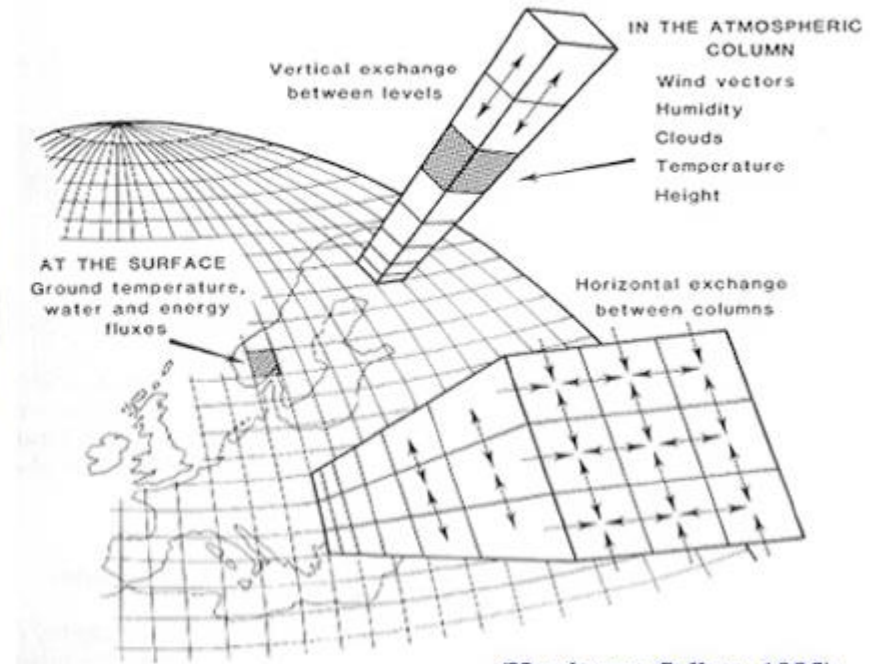 IN THE ATMOSPHERIC
COLUMN
Wind vectors
Humidity
Clouds
Temperature
Height
Vertical exchange
between levels
AT THE SURFACE
Ground temperature,
water and energy
fluxes
Horizontal exchange
between columns